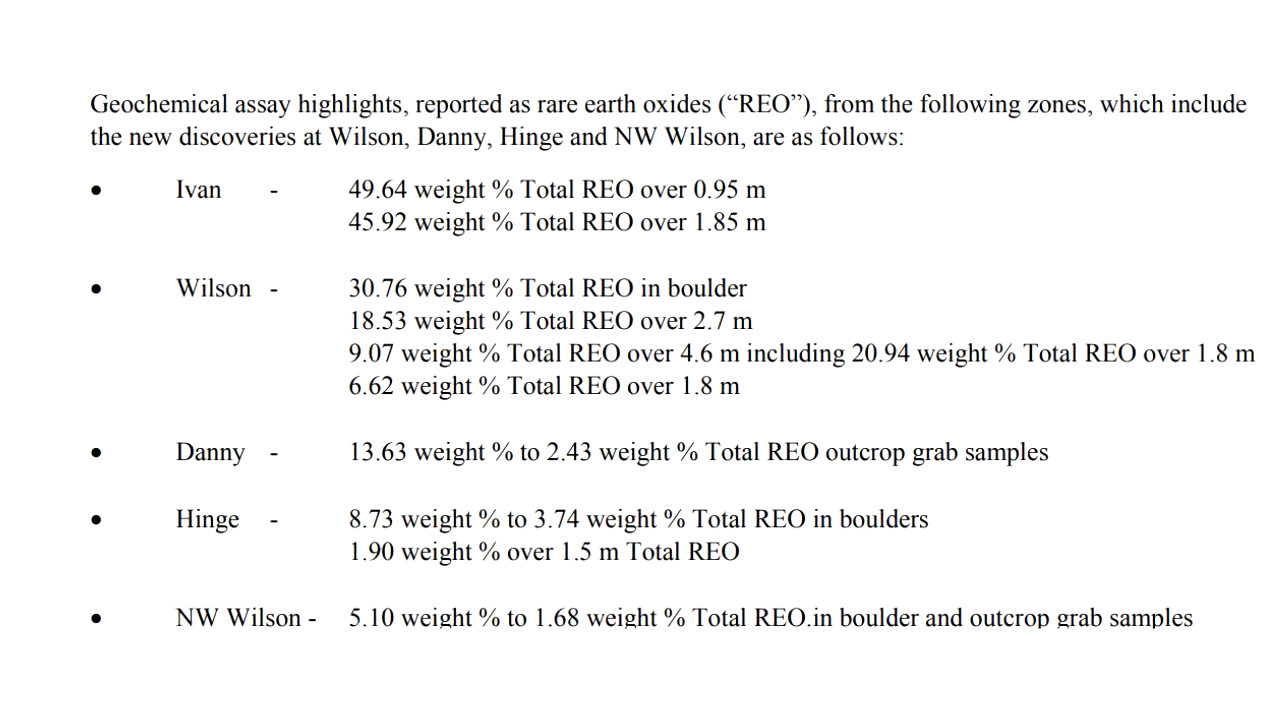 Geochemical assay highlights, reported as rare earth oxides (“REO”), from the following zones, which include
the new discoveries at Wilson, Danny, Hinge and NW Wilson, are as follows:
• Ivan - 49.64 weight % Total REO over 0.95 m
45.92 weight % Total REO over 1.85 m
• Wilson - 30.76 weight % Total REO in boulder
18.53 weight % Total REO over 2.7 m
9.07 weight % Total REO over 4.6 m including 20.94 weight % Total REO over 1.8 m
6.62 weight % Total REO over 1.8 m
• Danny - 13.63 weight % to 2.43 weight % Total REO outcrop grab samples
• Hinge - 8.73 weight % to 3.74 weight % Total REO in boulders
1.90 weight % over 1.5 m Total REO
• NW Wilson - 5.10 weight % to 1.68 weight % Total REO.in boulder and outcrop grab samples